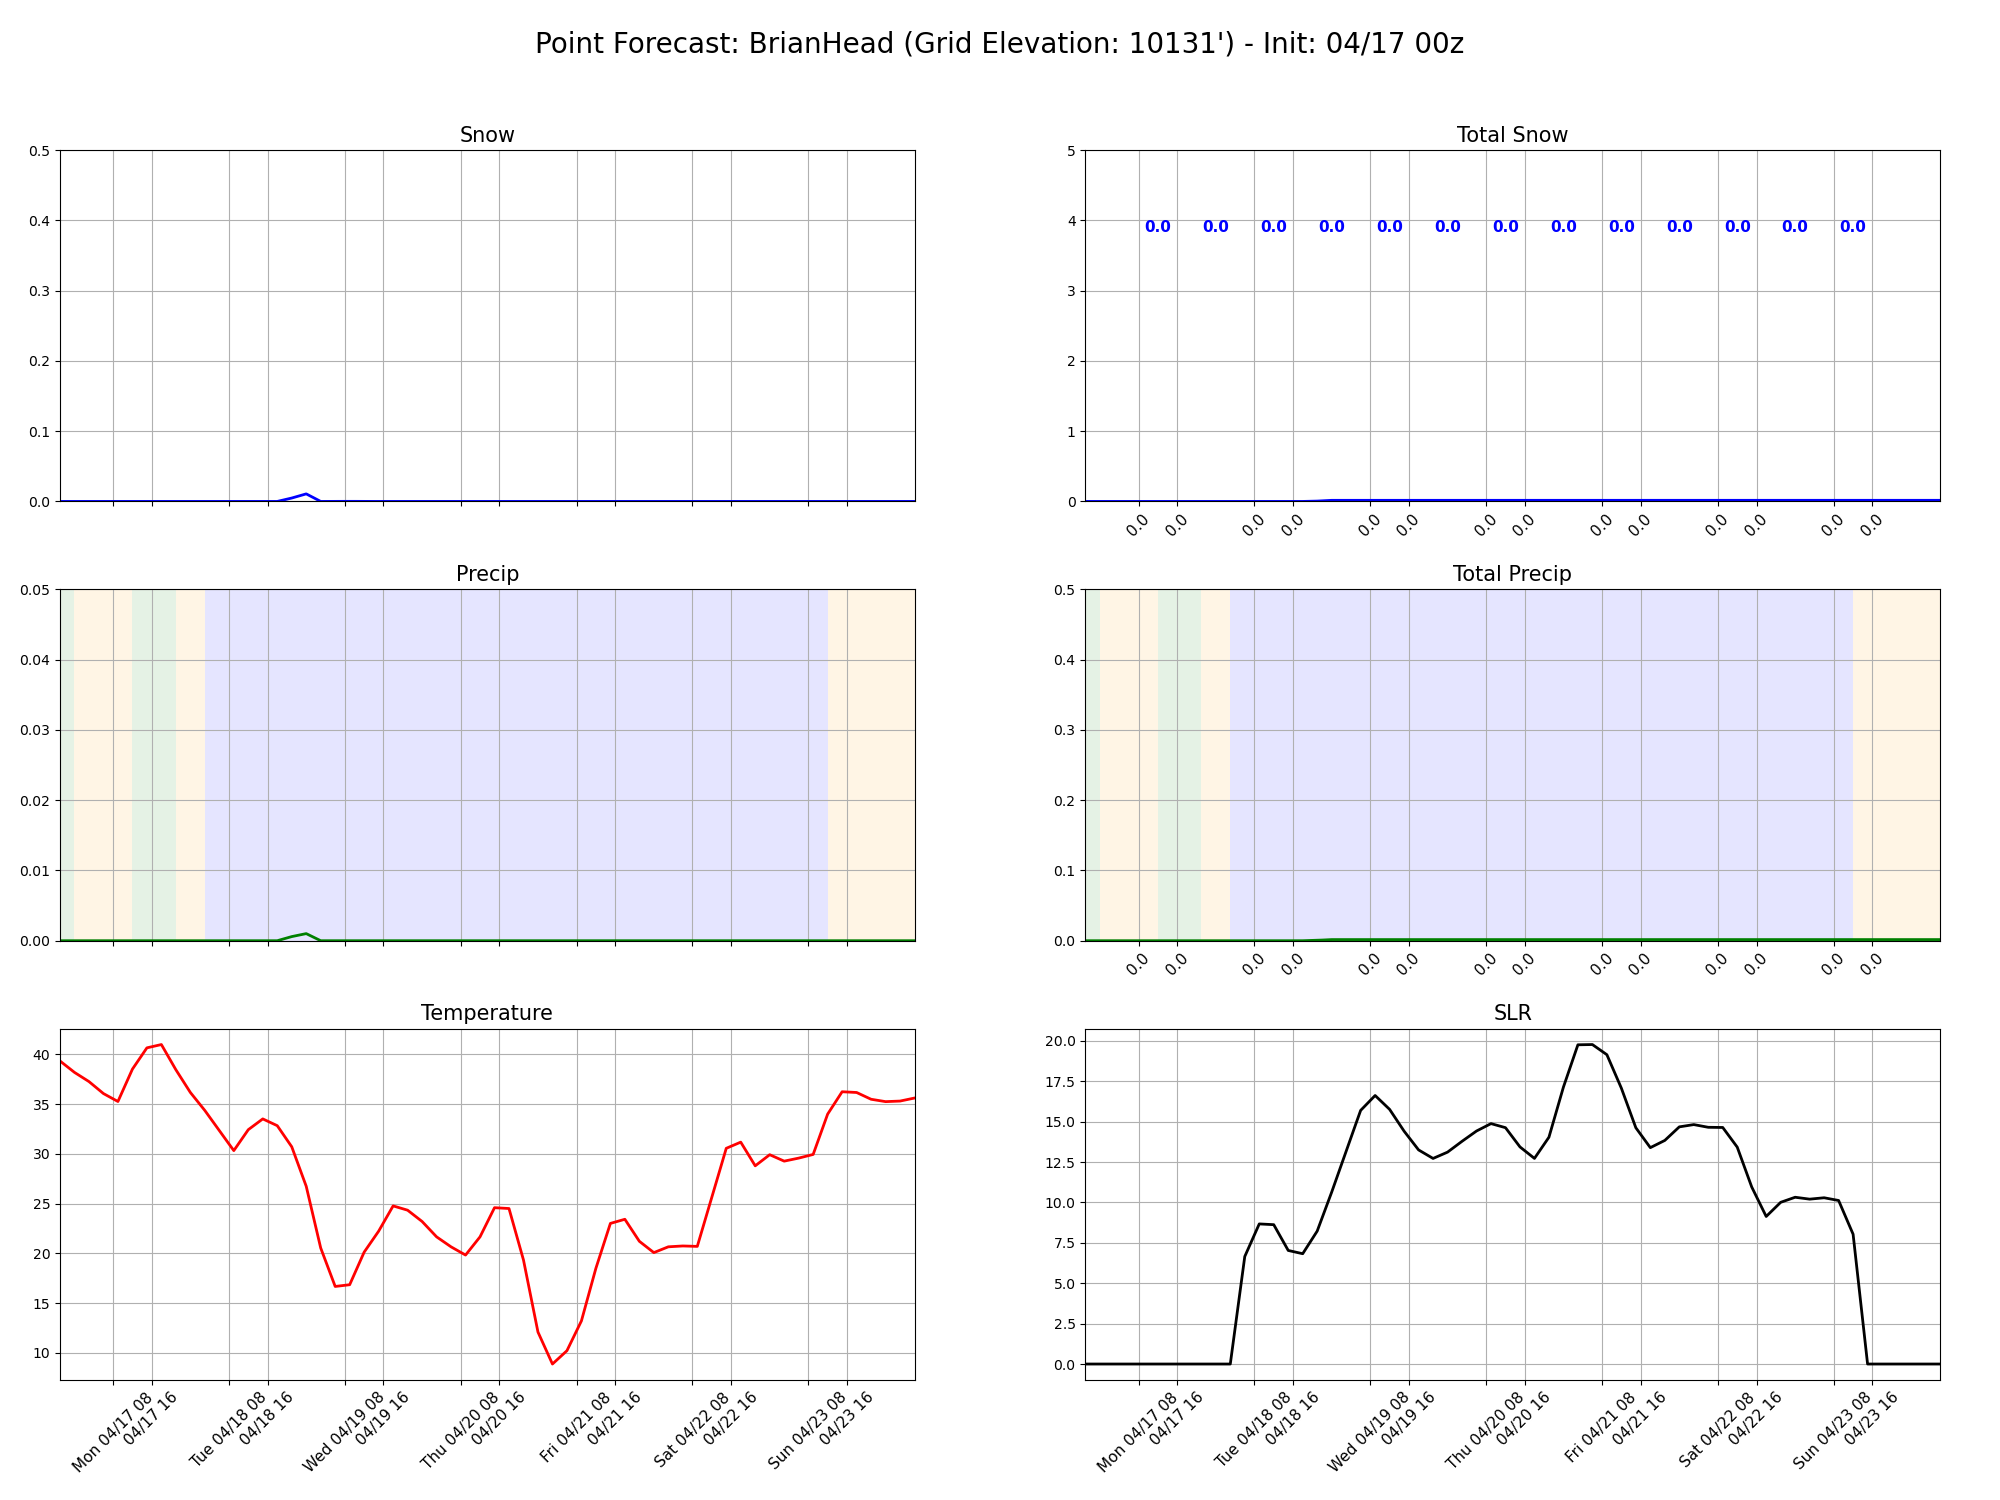 Point Forecast: BrianHead (Grid Elevation: 10131') - Init: 04/17 00z
Snow
0.5
0.4
0.3
0.2
0.1
0.0
Total Snow
5
4
3
2
1
0
0.0 0.0 0.0 0.0 0.0 0.0 0.0 0.0 0.0 0.0 0.0 0.0 0.0
0.0 0.0 0.0 0.0 0.0 0.0 0.0 0.0 0.0 0.0 0.0 0.0 0.0 0.0
Precip
0.05
0.04
0.03
0.02
0.01
0.00
Total Precip
0.5
0.4
0.3
0.2
0.1
0.0
0.0 0.0 0.0 0.0 0.0 0.0 0.0 0.0 0.0 0.0 0.0 0.0 0.0 0.0
Temperature
40
35
30
25
20
15
10
Mon 04/17 08
04/17 16
Tue 04/18 08
04/18 16
Wed 04/19 08
04/19 16
Thu 04/20 08
04/20 16
Fri 04/21 08
04/21 16
Sat 04/22 08
04/22 16
Sun 04/23 08
04/23 16
SLR
20.0
17.5
15.0
12.5
10.0
7.5
5.0
2.5
0.0
Mon 04/17 08
04/17 16
Tue 04/18 08
04/18 16
Wed 04/19 08
04/19 16
Thu 04/20 08
04/20 16
Fri 04/21 08
04/21 16
Sat 04/22 08
04/22 16
Sun 04/23 08
04/23 16